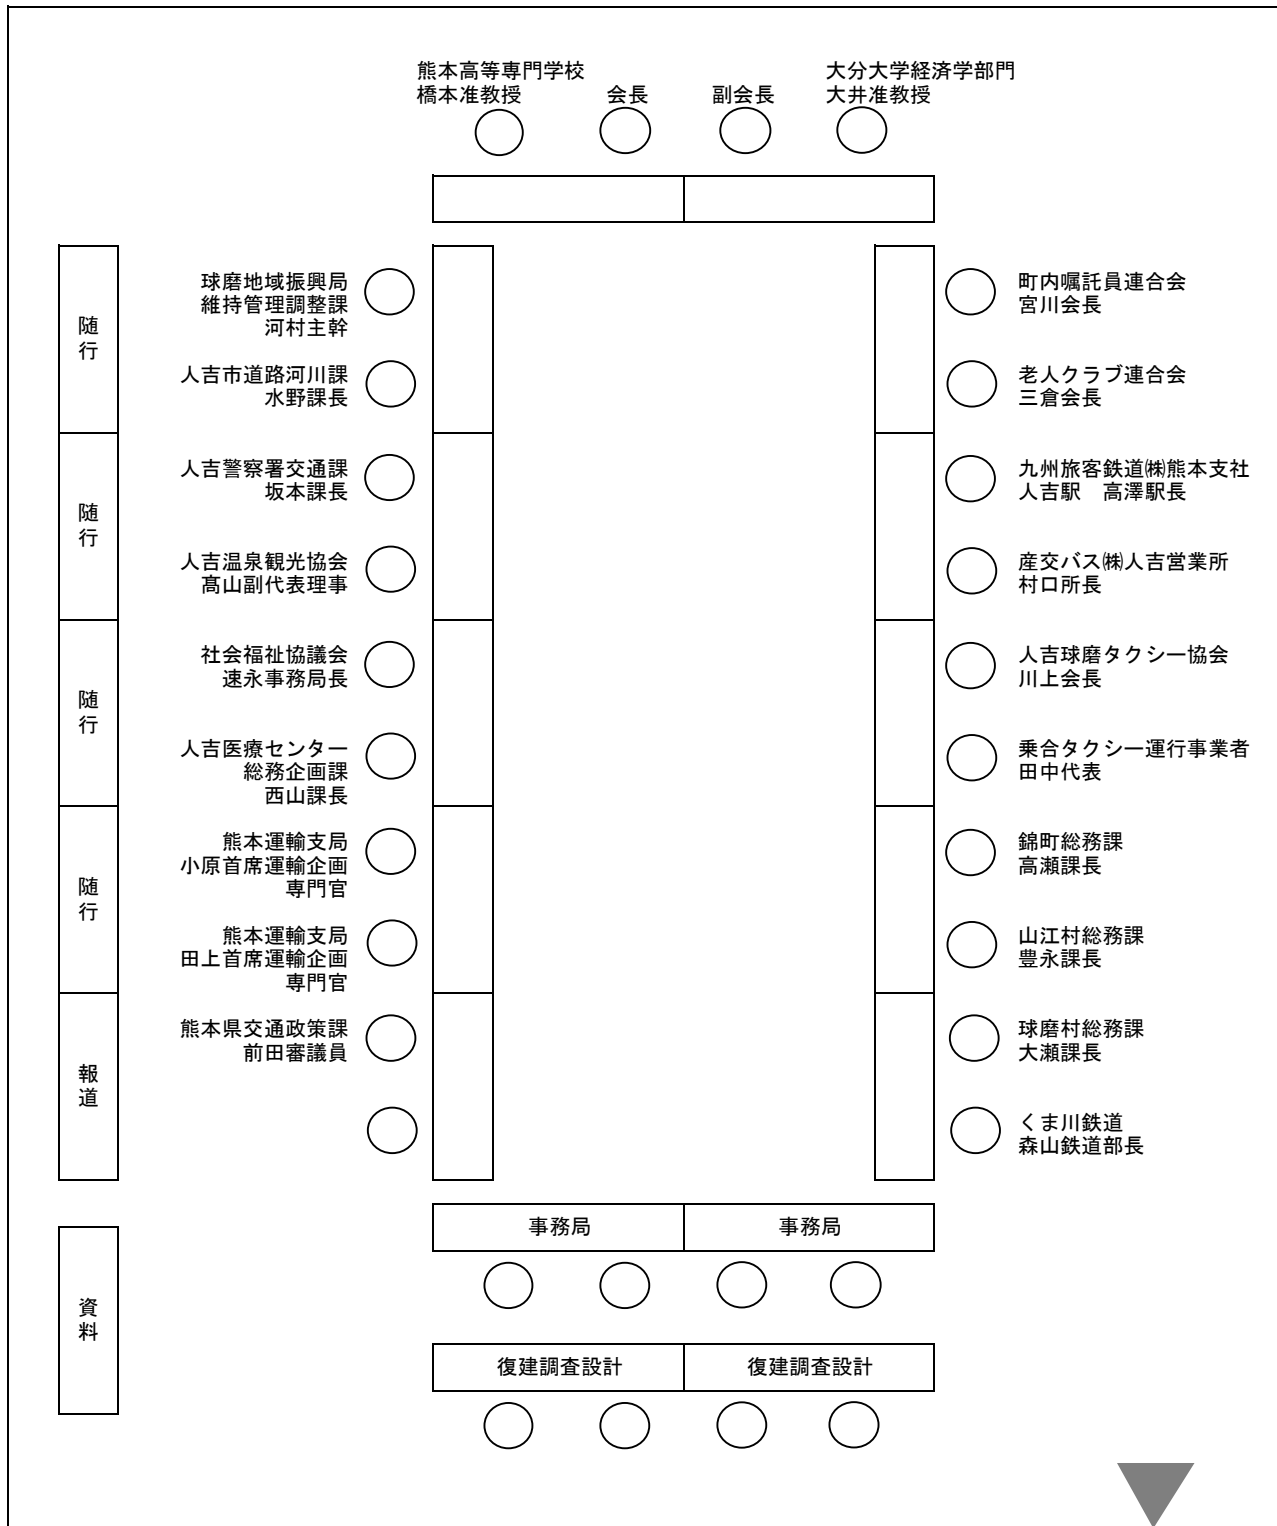 熊本高等専門学校
橋本准教授
会長
副会長
大分大学経済学部門
大井准教授
随行
随行
随行
随行
報道
資料
球磨地域振興局
維持管理調整課
河村主幹
人吉市道路河川課
水野課長
人吉警察署交通課
坂本課長
人吉温泉観光協会
髙山副代表理事
社会福祉協議会
速永事務局長
人吉医療センター
総務企画課
西山課長
熊本運輸支局
小原首席運輸企画
専門官
熊本運輸支局
田上首席運輸企画
専門官
熊本県交通政策課
前田審議員
町内嘱託員連合会
宮川会長
老人クラブ連合会
三倉会長
九州旅客鉄道㈱熊本支社
人吉駅　高澤駅長
産交バス㈱人吉営業所
村口所長
人吉球磨タクシー協会
川上会長
乗合タクシー運行事業者
田中代表
錦町総務課
高瀬課長
山江村総務課
豊永課長
球磨村総務課
大瀬課長
くま川鉄道
森山鉄道部長
事務局
事務局
復建調査設計
復建調査設計